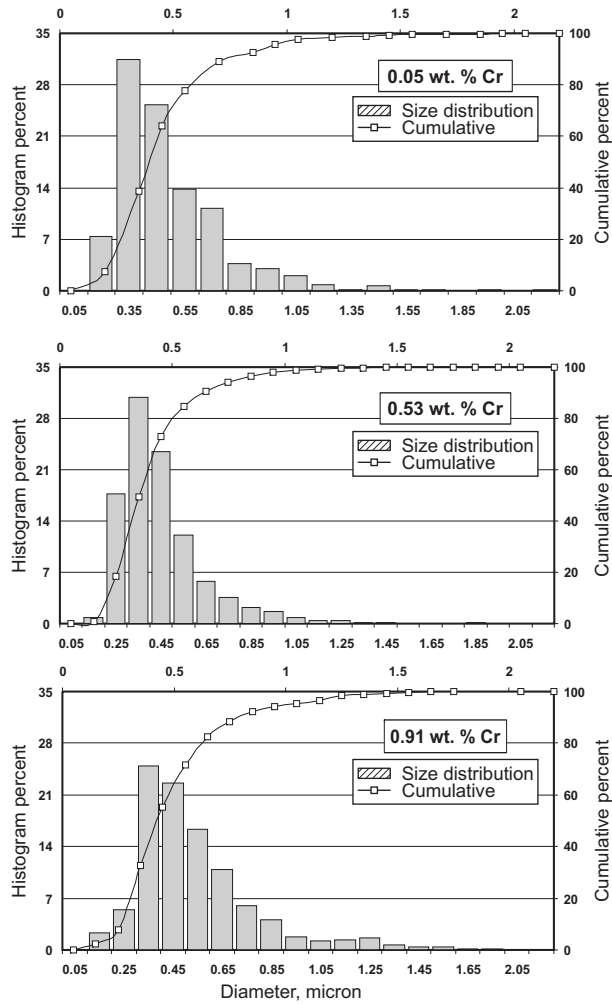 0 0.5 1 1.5 2
35 100
0.05 wt. % Cr
28 80
Size distribution
Cumulative
21 60
14 40
7 20
0 0
Histogram percent
Cumulative percent
0.05 0.35 0.55 0.85 1.05 1.35 1.55 1.85 2.05
0 0.5 1 1.5 2
35 100
0.53 wt. % Cr
28 80
Size distribution
Cumulative
21 60
14 40
7 20
0 0
Histogram percent
Cumulative percent
0.05 0.25 0.45 0.65 0.85 1.05 1.25 1.45 1.65 1.85 2.05
0 0.5 1 1.5 2
35 100
0.91 wt. % Cr
28 80
Size distribution
Cumulative
21 60
14 40
7 20
0 0
Histogram percent
Cumulative percent
0.05 0.25 0.45 0.65 0.85 1.05 1.25 1.45 1.65 1.85 2.05
Diameter, micron